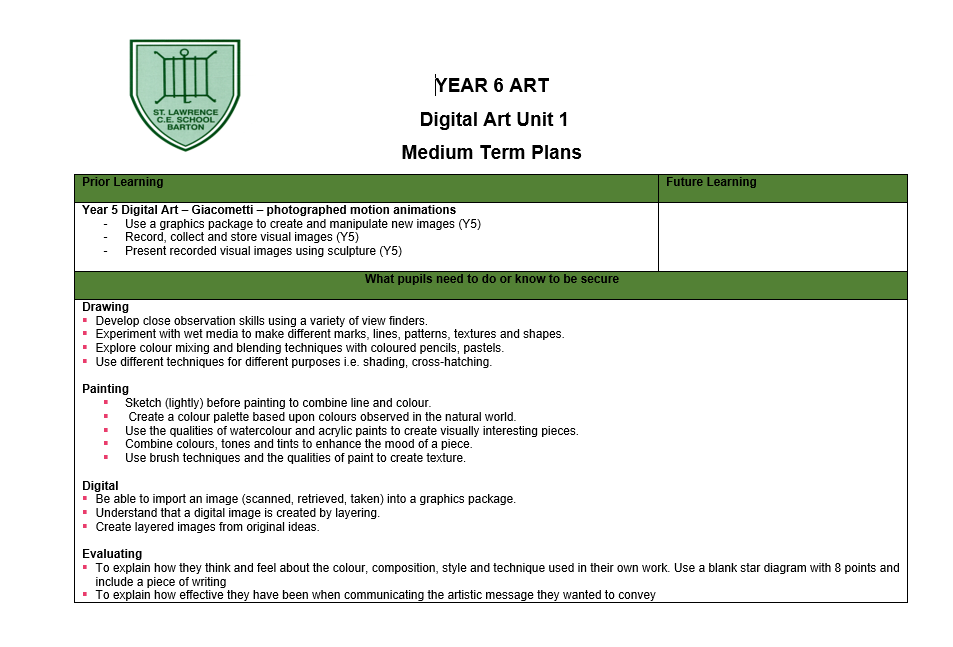 ST. LAWRENCE
C.E. SCHOOL
BARTON
YEAR 6 ART
Digital Art Unit 1
Medium Term Plans
Prior Learning
Future Learning
Year 5 Digital Art – Giacometti – photographed motion animations
- Use a graphics package to create and manipulate new images (Y5)
- Record, collect and store visual images (Y5)
- Present recorded visual images using sculpture (Y5)
What pupils need to do or know to be secure
Drawing
▪ Develop close observation skills using a variety of view finders.
▪ Experiment with wet media to make different marks, lines, patterns, textures and shapes.
▪ Explore colour mixing and blending techniques with coloured pencils, pastels.
▪ Use different techniques for different purposes i.e. shading, cross-hatching.
Painting
▪ Sketch (lightly) before painting to combine line and colour.
▪ Create a colour palette based upon colours observed in the natural world.
▪ Use the qualities of watercolour and acrylic paints to create visually interesting pieces.
▪ Combine colours, tones and tints to enhance the mood of a piece.
▪ Use brush techniques and the qualities of paint to create texture.
Digital
▪ Be able to import an image (scanned, retrieved, taken) into a graphics package.
▪ Understand that a digital image is created by layering.
▪ Create layered images from original ideas.
Evaluating
▪ To explain how they think and feel about the colour, composition, style and technique used in their own work. Use a blank star diagram with 8 points and
include a piece of writing
▪ To explain how effective they have been when communicating the artistic message they wanted to convey